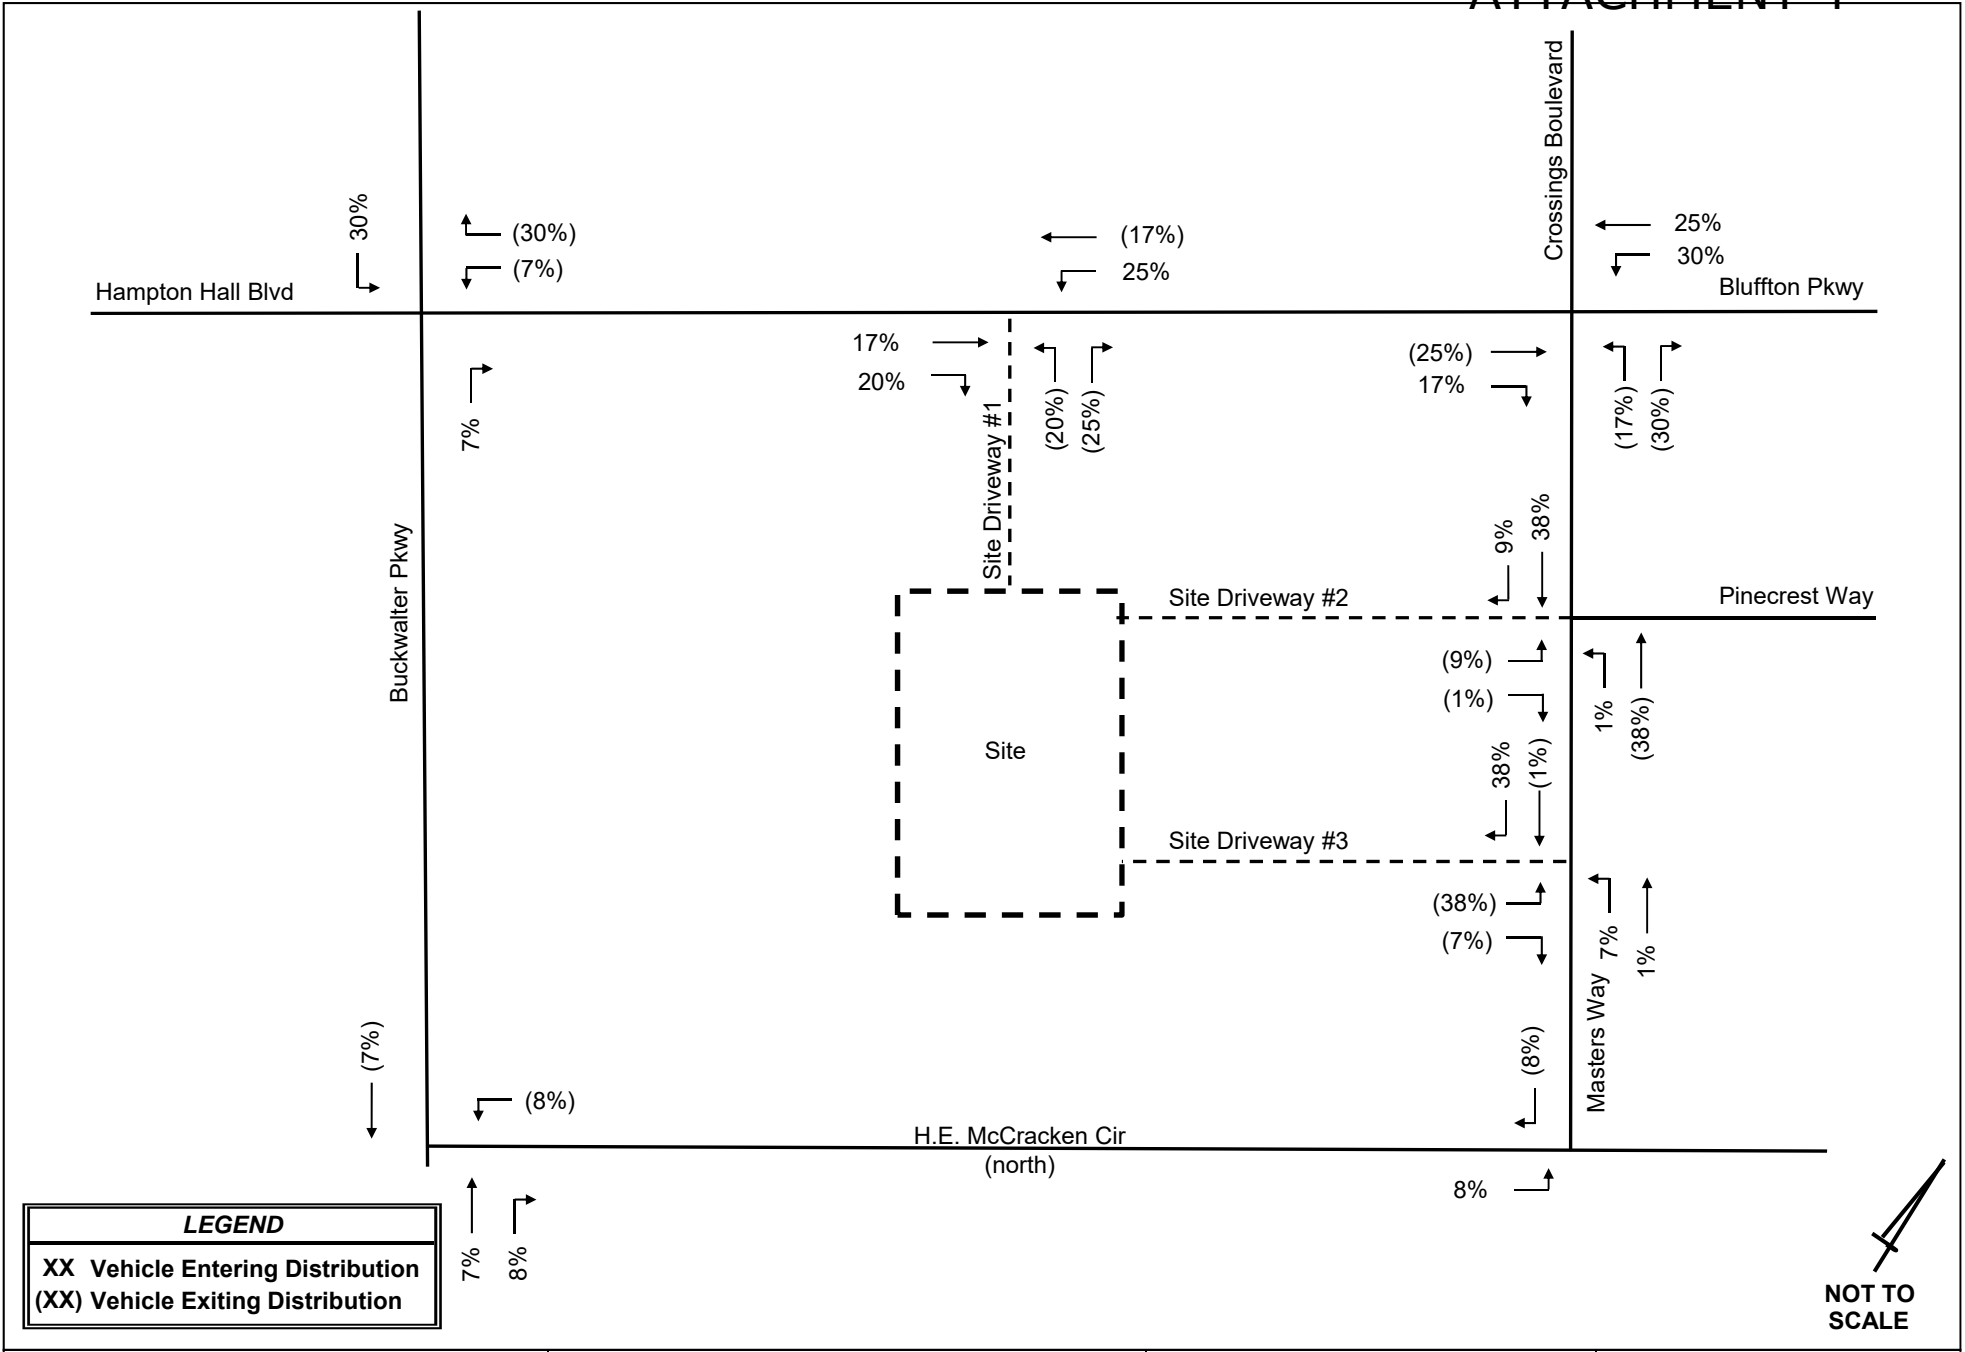 ATTACHMENT
Crossings Boulevard
30%
(30%)
(7%)
(17%)
25%
25%
30%
Hampton Hall Blvd
Bluffton Pkwy
7%
17%
20%
(20%)
(25%)
Site Driveway #1
(25%)
17%
(17%)
(30%)
Buckwalter Pkwy
9%
38%
Site Driveway #2
Pinecrest Way
(9%)
(1%)
1%
(38%)
Site
38%
(1%)
Site Driveway #3
(38%)
(7%)
7%
1%
Masters Way
(7%)
(8%)
(8%)
H.E. McCracken Cir
(north)
8%
7%
8%
LEGEND
XX Vehicle Entering Distribution
(XX) Vehicle Exiting Distribution
NOT TO
SCALE